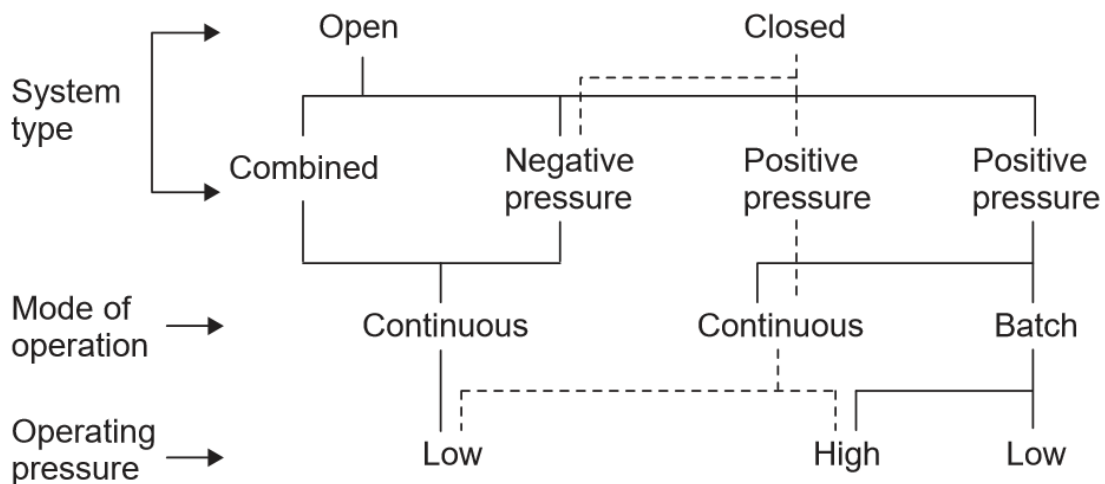 Open Closed
System
type
Combined Negative
pressure Positive
pressure Positive
pressure
Mode of
operation Continuous Continuous Batch
Operating
pressure Low High Low